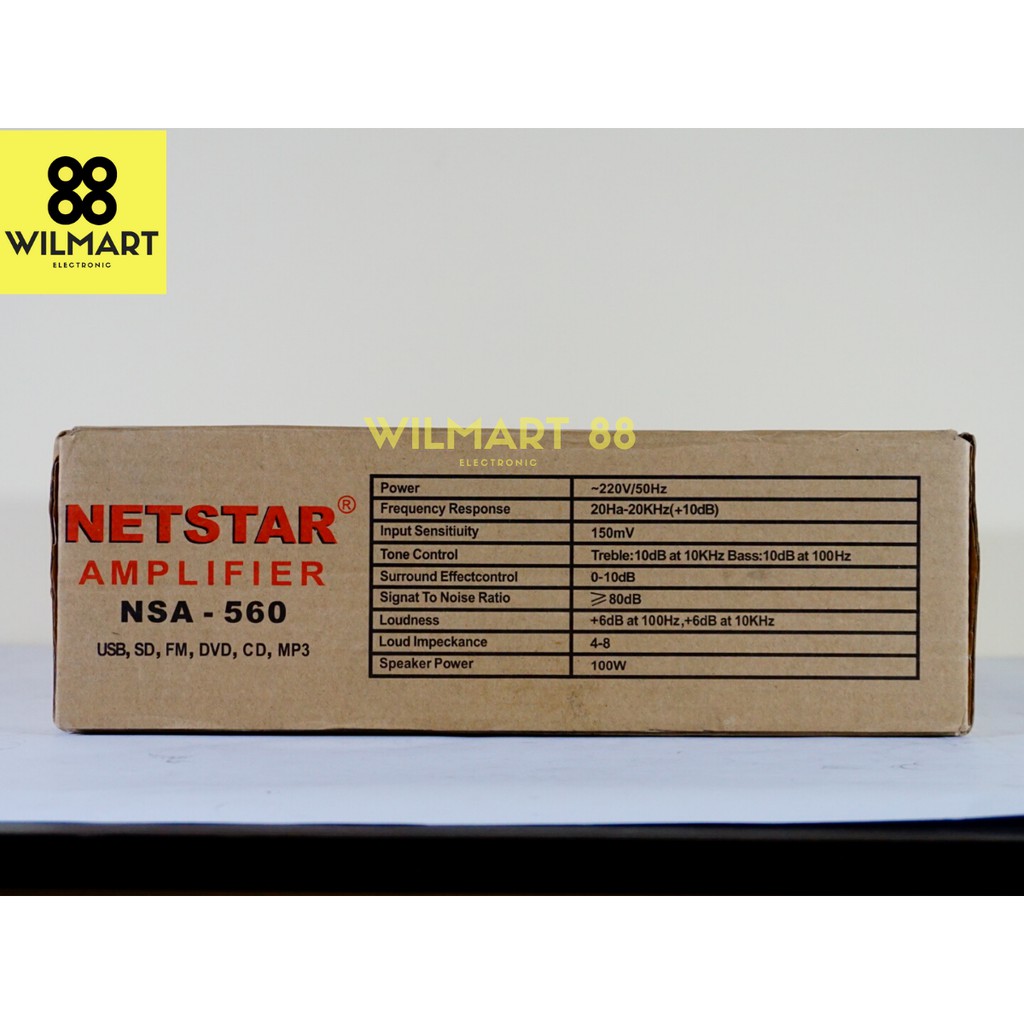 88
88
WILMART
ELECTRONIC
WILMART 88
ELECTRONIC
NETSTAR®
AMPLIFIER
NSA - 560
USB, SD, FM, DVD, CD, MP3
Power ~220V/50Hz
Frequency Response 20Ha-20KHz(+10dB)
Input Sensitiuity 150mV
Tone Control Treble:10dB at 10KHz Bass:10dB at 100Hz
Surround Effectcontrol 0-10dB
Signat To Noise Ratio ≥80dB
Loudness +6dB at 100Hz,+6dB at 10KHz
Loud Impeckance 4-8
Speaker Power 100W